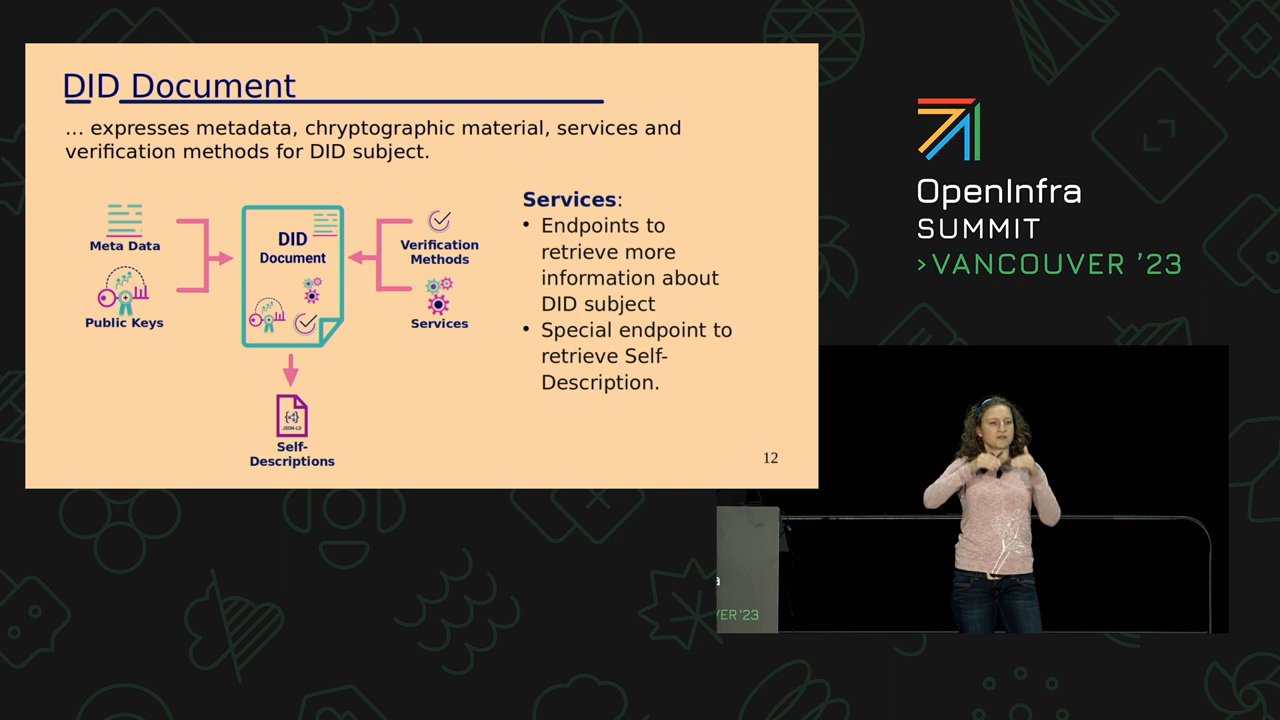 DID Document
... expresses metadata, chryptographic material, services and
verification methods for DID subject.
Meta Data
Public Keys
DID
Document
Verification
Methods
Services
{<>}
JSON-LD
Self-
Descriptions
Services:
• Endpoints to
retrieve more
information about
DID subject
• Special endpoint to
retrieve Self-
Description.
12
OpenInfra
SUMMIT
>VANCOUVER '23
a
VER '23